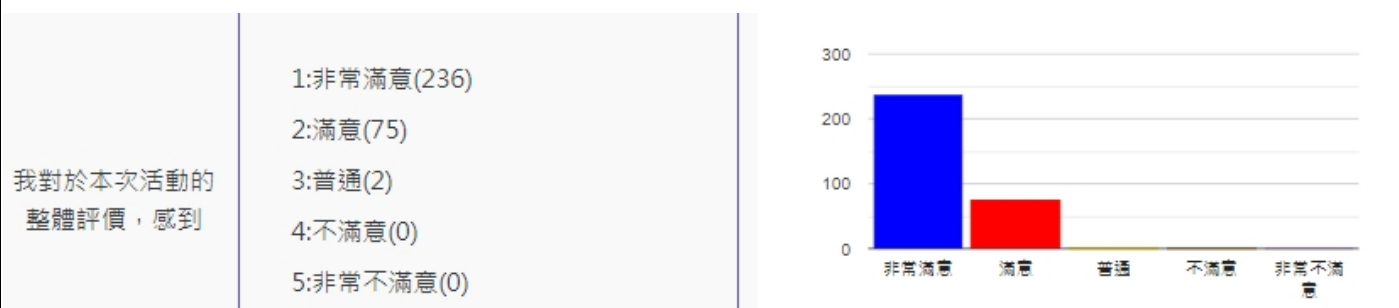 我對於本次活動的
整體評價，感到
1:非常滿意(236)
2:滿意(75)
3:普通(2)
4:不滿意(0)
5:非常不滿意(0)
300
200
100
0
非常滿意
滿意
普通
不滿意
非常不滿
意